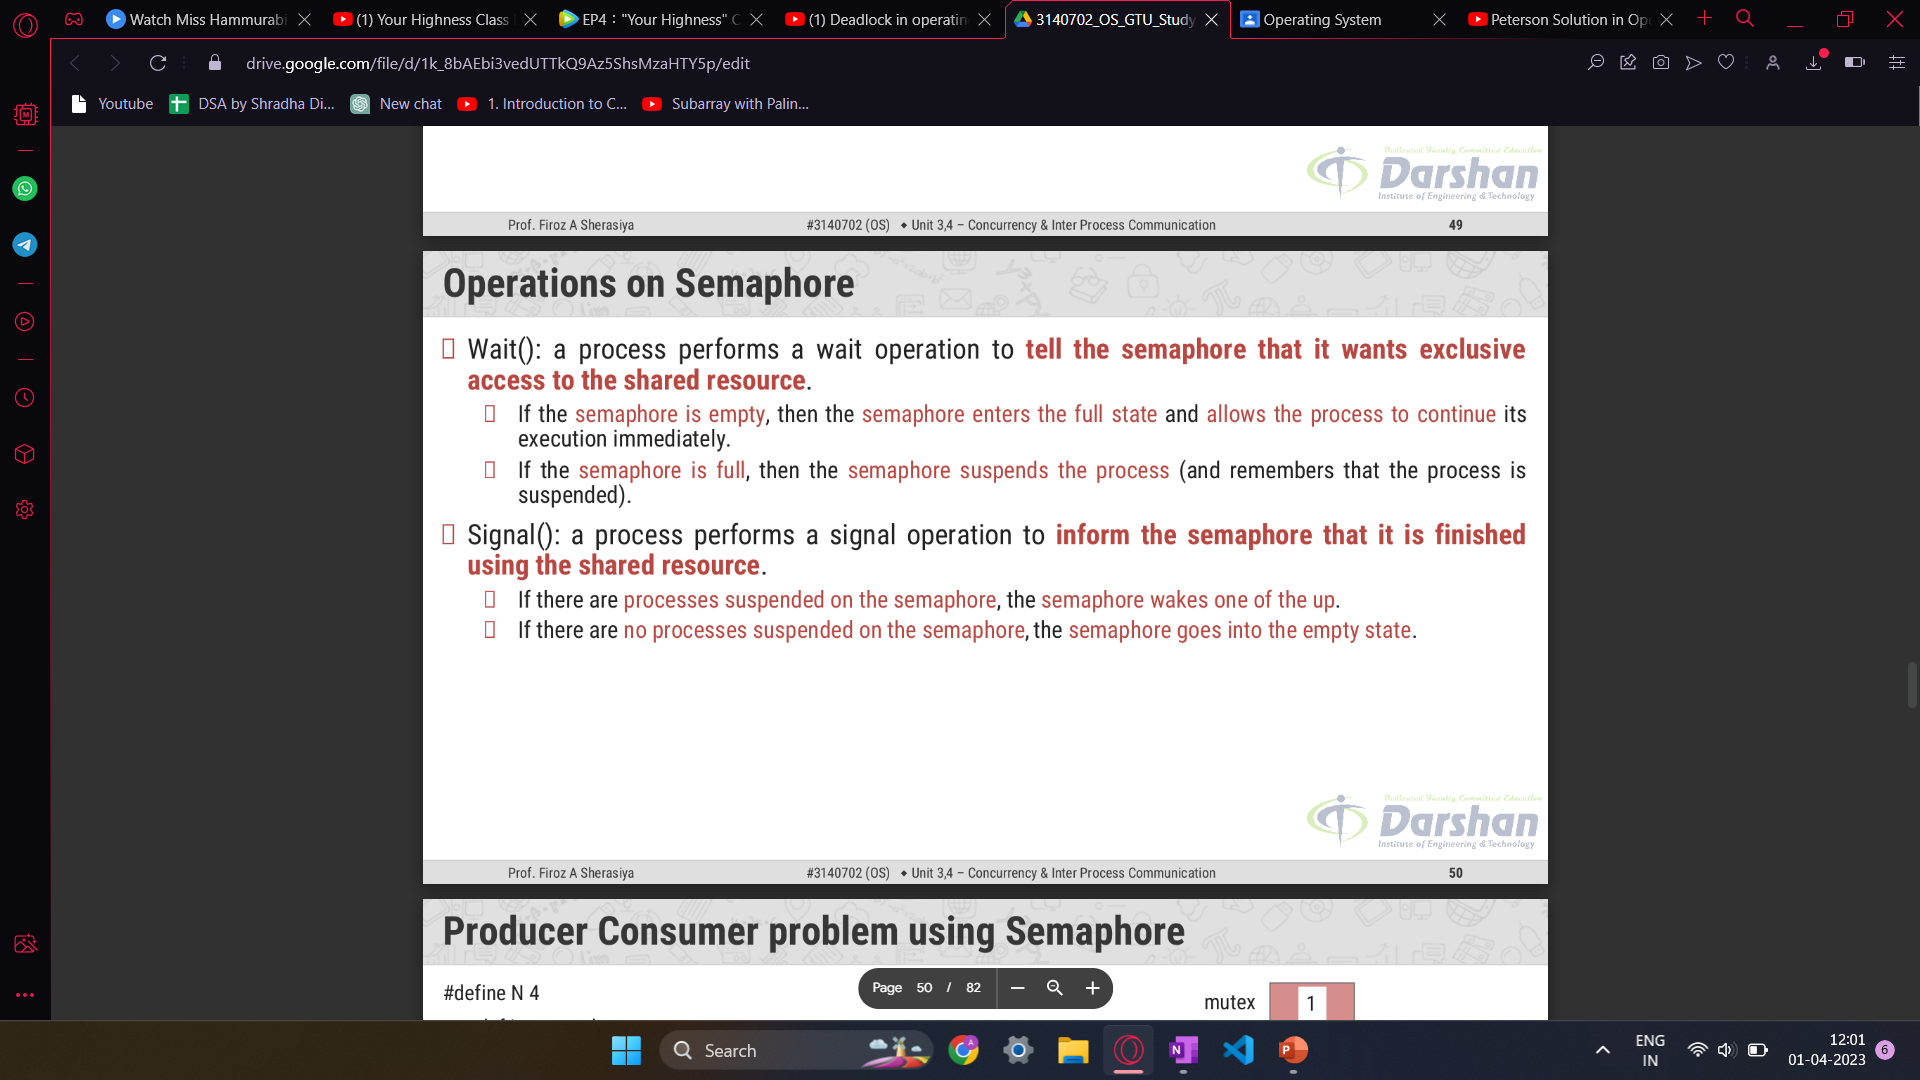 Watch Miss Hammurabi
(1) Your Highness Class
EP4 : "Your Highness" C
(1) Deadlock in operatin
3140702_OS_GTU_Study
Operating System
Peterson Solution in Op
drive.google.com/file/d/1k_8bAEbi3vedUTTkQ9Az5ShsMzaHTY5p/edit
Youtube
DSA by Shradha Di...
New chat
1. Introduction to C...
Subarray with Palin...
Dedicated Faculty, Committed Education
Darshan
Institute of Engineering & Technology
Prof. Firoz A Sherasiya #3140702 (OS) ◆ Unit 3,4 – Concurrency & Inter Process Communication 49
Operations on Semaphore
Wait(): a process performs a wait operation to tell the semaphore that it wants exclusive
access to the shared resource.
If the semaphore is empty, then the semaphore enters the full state and allows the process to continue its
execution immediately.
If the semaphore is full, then the semaphore suspends the process (and remembers that the process is
suspended).
Signal(): a process performs a signal operation to inform the semaphore that it is finished
using the shared resource.
If there are processes suspended on the semaphore, the semaphore wakes one of the up.
If there are no processes suspended on the semaphore, the semaphore goes into the empty state.
Dedicated Faculty, Committed Education
Darshan
Institute of Engineering & Technology
Prof. Firoz A Sherasiya #3140702 (OS) ◆ Unit 3,4 – Concurrency & Inter Process Communication 50
Producer Consumer problem using Semaphore
#define N 4
Page 50 / 82
mutex 1
Search
ENG
IN
12:01
01-04-2023
6